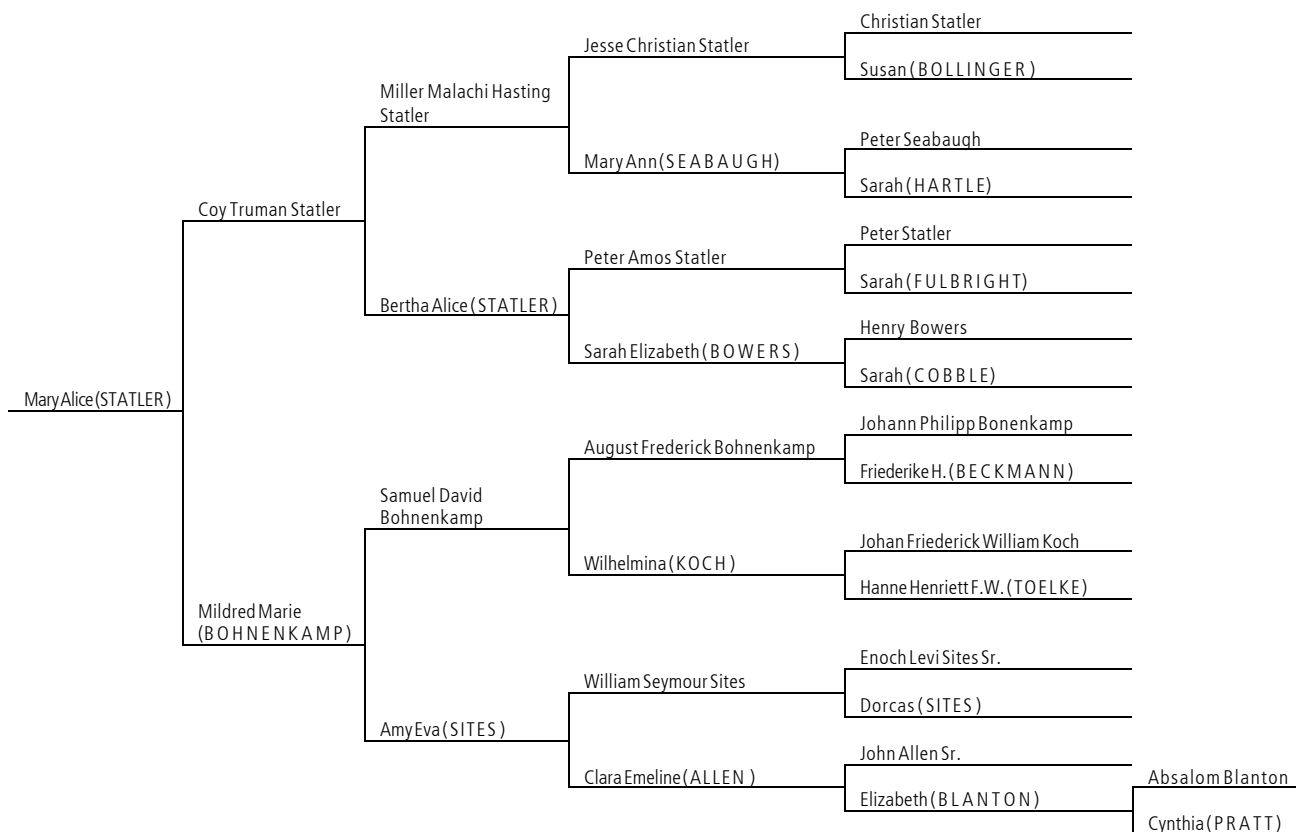 Christian Statler
Jesse Christian Statler
Susan (BOLLINGER)
Miller Malachi Hasting
Statler
Peter Seabaugh
Mary Ann (SEABAUGH)
Sarah (HARTLE)
Coy Truman Statler
Peter Statler
Peter Amos Statler
Sarah (FULBRIGHT)
Bertha Alice (STATLER)
Henry Bowers
Sarah Elizabeth (BOWERS)
Sarah (COBBLE)
Mary Alice (STATLER)
Johann Philipp Bonenkamp
August Frederick Bohnenkamp
Friederike H. (BECKMANN)
Samuel David
Bohnenkamp
Johan Friederick William Koch
Wilhelmina (KOCH)
Hanne Henriett F.W. (TOELKE)
Mildred Marie
(BOHNENKAMP)
Enoch Levi Sites Sr.
William Seymour Sites
Dorcas (SITES)
Amy Eva (SITES)
John Allen Sr.
Clara Emeline (ALLEN)
Absalom Blanton
Elizabeth (BLANTON)
Cynthia (PRATT)